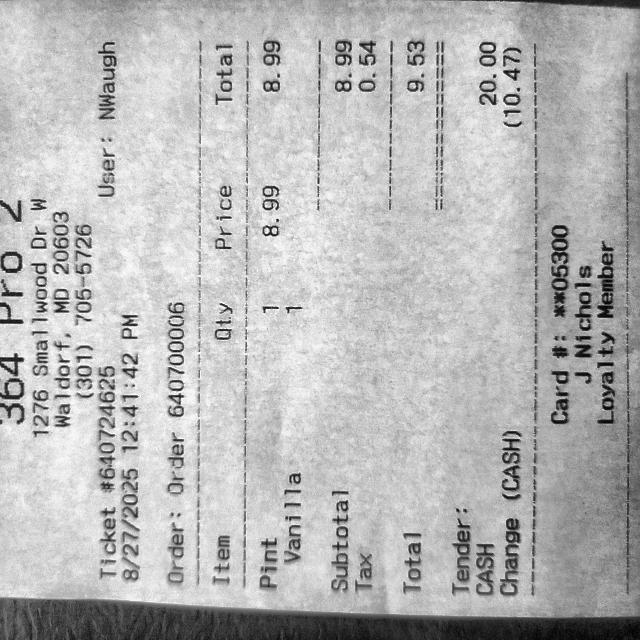 364 Pro 2
1276 Smallwood Dr W
Waldorf, MD 20603
(301) 705-5726
Ticket #640724625
8/27/2025 12:41:42 PM User: NWaugh
Order: Order 640700006
Item Qty Price Total
Pint 1 8.99 8.99
Vanilla 1
Subtotal 8.99
Tax 0.54
Total 9.53
Tender:
CASH 20.00
Change (CASH) (10.47)
Card #: **05300
J Nichols
Loyalty Member